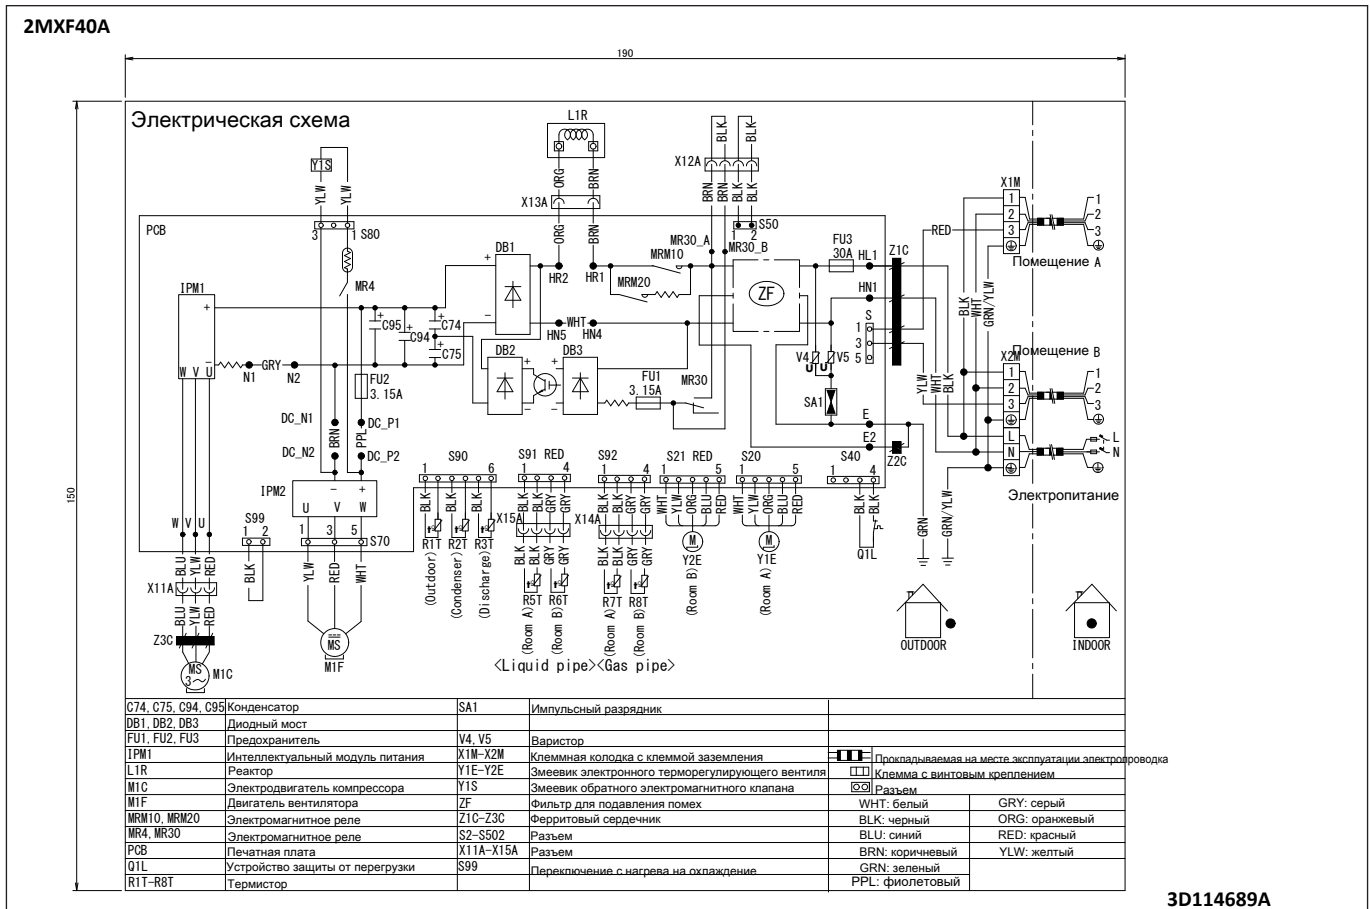 2MXF40A
190
150
Электрическая схема
L1R
X12A
BLK
BLK
Y1S
YLW
YLW
ORG
BRN
BRN
BRN
BLK
BLK
X13A
X1M
1
2
3
1
2
3
Помещение A
PCB
3
1
S80
ORG
BRN
S50
1
2
MR30_A
MR30_B
RED
DB1
+
-
HR2
HR1
MRM10
MRM20
FU3
30A
HL1
Z1C
MR4
ZF
HN1
IPM1
+
-
W V U
C95
C94
C74
C75
WHT
HN5
HN4
S
1
3
5
BLK
WHT
GRN/YLW
N1
GRY
N2
FU2
3.15A
DB2
DB3
FU1
3.15A
MR30
V4
V5
U
U
SA1
YLW
WHT
BLK
Помещение B
X2M
1
2
3
1
2
3
DC_N1
DC_P1
BRN
PPL
DC_N2
DC_P2
E
E2
Z2C
L
N
L
N
Электропитание
IPM2
-
+
U
V
W
S90
1
6
S91 RED
1
4
S92
1
4
S21 RED
1
5
S20
1
5
S40
1
4
BLK
BLK
BLK
BLK
BLK
GRY
GRY
BLK
BLK
GRY
GRY
WHT
YLW
ORG
BLU
RED
WHT
YLW
ORG
BLU
RED
BLK
BLK
GRN
GRN/YLW
X15A
X14A
W V U
S99
1
2
1
3
5
S70
R1T
(Outdoor)
R2T
(Condenser)
R3T
(Discharge)
BLK
BLK
GRY
GRY
BLK
BLK
GRY
GRY
M
Y2E
(Room B)
M
Y1E
(Room A)
Q1L
BLU
YLW
RED
BLK
YLW
RED
WHT
X11A
BLU
YLW
RED
R5T
(Room A)
R6T
(Room B)
R7T
(Room A)
R8T
(Room B)
Z3C
MS
3~
M1C
MS
M1F
<Liquid pipe><Gas pipe>
OUTDOOR
INDOOR
C74, C75, C94, C95 Конденсатор SA1 Импульсный разрядник
DB1, DB2, DB3 Диодный мост
FU1, FU2, FU3 Предохранитель V4, V5 Варистор
IPM1 Интеллектуальный модуль питания X1M-X2M Клеммная колодка с клеммой заземления Прокладываемая на месте эксплуатации электропроводка
L1R Реактор Y1E-Y2E Змеевик электронного терморегулирующего вентиля Клемма с винтовым креплением
M1C Электродвигатель компрессора Y1S Змеевик обратного электромагнитного клапана Разъем
M1F Двигатель вентилятора ZF Фильтр для подавления помех WHT: белый GRY: серый
MRM10, MRM20 Электромагнитное реле Z1C-Z3C Ферритовый сердечник BLK: черный ORG: оранжевый
MR4, MR30 Электромагнитное реле S2-S502 Разъем BLU: синий RED: красный
PCB Печатная плата X11A-X15A Разъем BRN: коричневый YLW: желтый
Q1L Устройство защиты от перегрузки S99 Переключение с нагрева на охлаждение GRN: зеленый
R1T-R8T Термистор PPL: фиолетовый
3D114689A